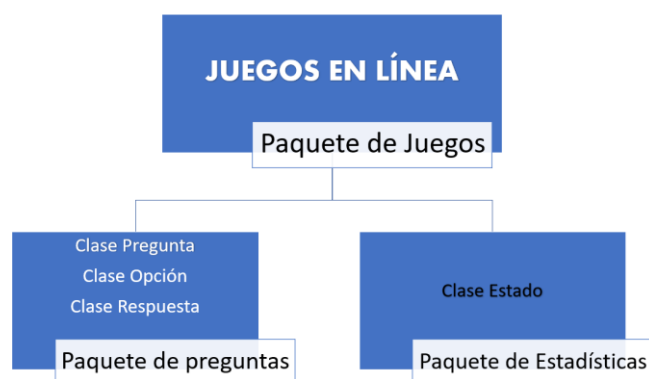 JUEGOS EN LÍNEA
Paquete de Juegos
Clase Pregunta
Clase Opción
Clase Respuesta
Paquete de preguntas
Clase Estado
Paquete de Estadísticas